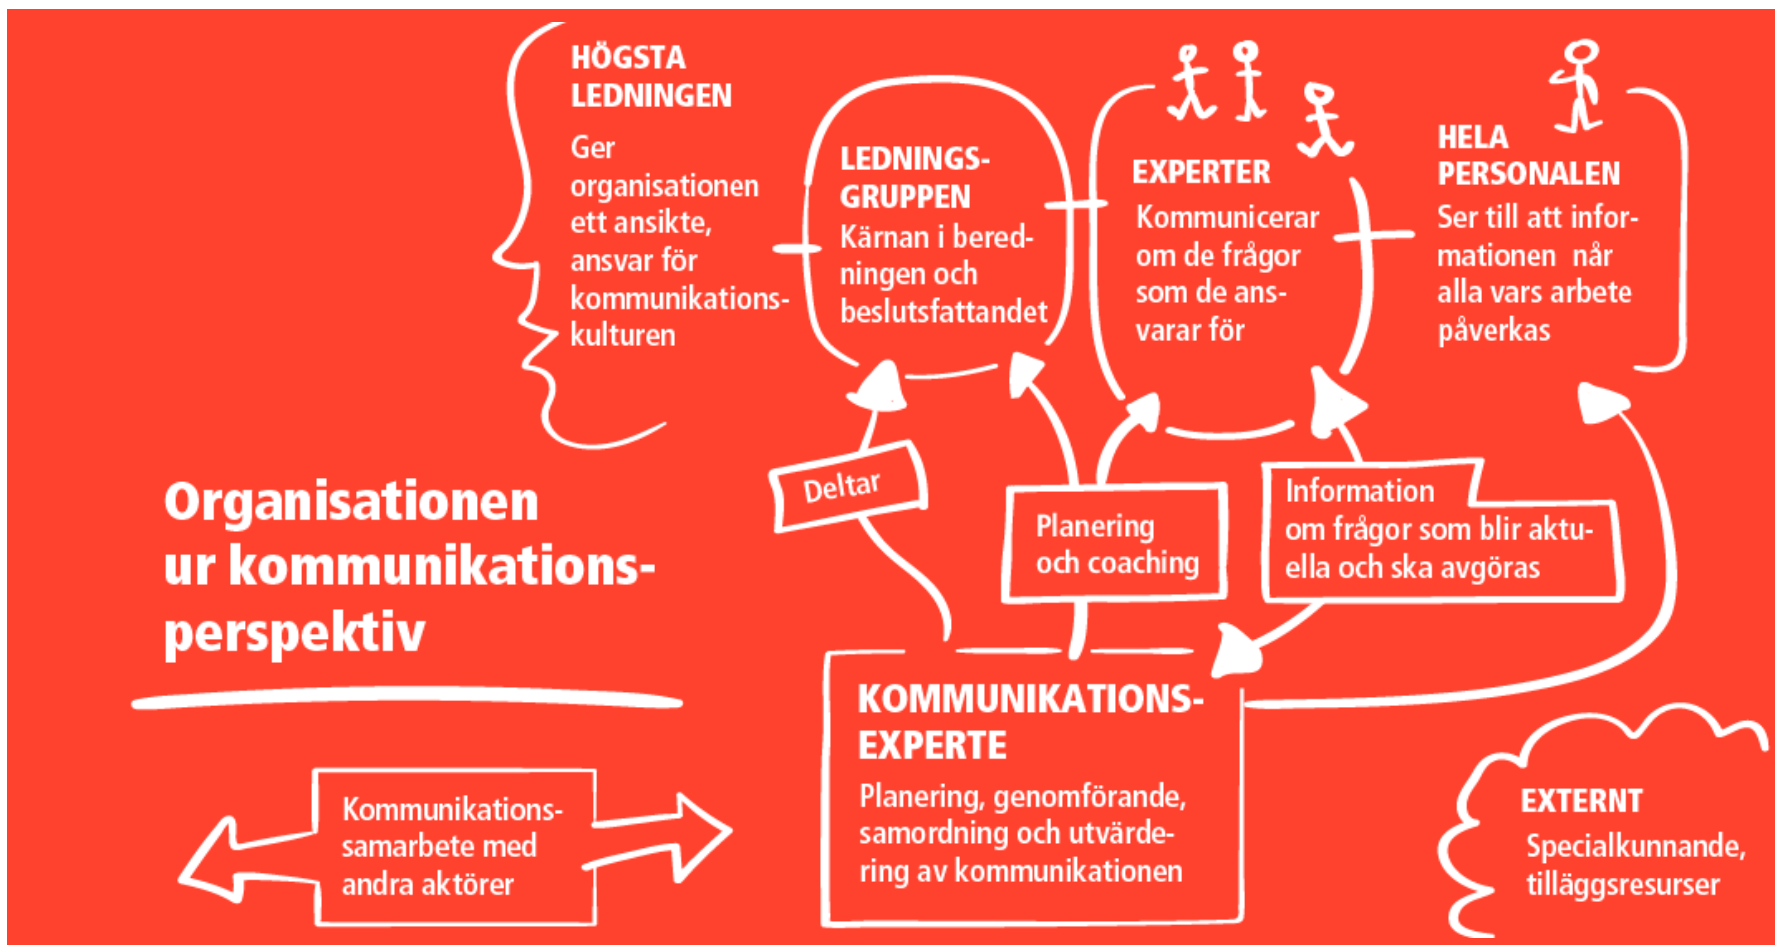 HÖGSTA
LEDNINGEN
Ger
organisationen
ett ansikte,
ansvar för
kommunikations-
kulturen
LEDNINGS-
GRUPPEN
Kärnan i bered-
ningen och
beslutsfattandet
EXPERTER
Kommunicerar
om de frågor
som de ans-
varar för
HELA
PERSONALEN
Ser till att infor-
mationen når
alla vars arbete
påverkas
Organisationen
ur kommunikations-
perspektiv
Deltar
Planering
och coaching
Information
om frågor som blir aktu-
ella och ska avgöras
KOMMUNIKATIONS-
EXPERTE
Planering, genomförande,
samordning och utvärde-
ring av kommunikationen
Kommunikations-
samarbete med
andra aktörer
EXTERNT
Specialkunnande,
tilläggsresurser